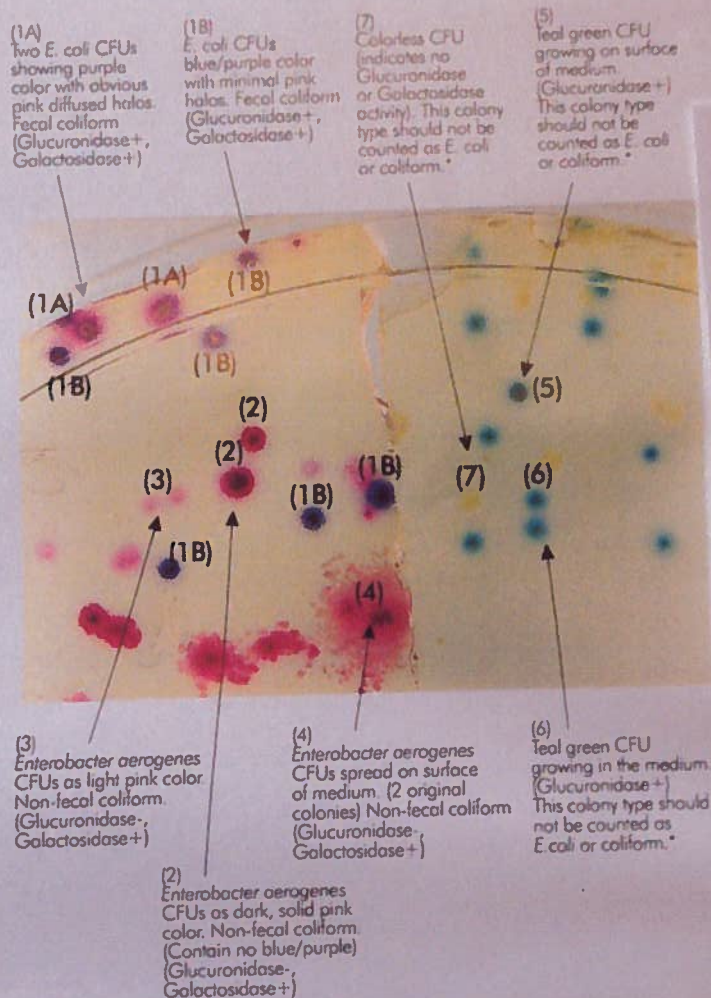 (1A)
Two E. coli CFUs
showing purple
color with obvious
pink diffused halos.
Fecal coliform
(Glucuronidase+,
Galactosidase+)
(1B)
E. coli CFUs
blue/purple color
with minimal pink
halos. Fecal coliform
(Glucuronidase+,
Galactosidase+)
(7)
Colorless CFU
(indicates no
Glucuronidase
or Galactosidase
activity). This colony
type should not be
counted as E. coli
or coliform.*
(5)
Teal green CFU
growing on surface
of medium.
(Glucuronidase+)
This colony type
should not be
counted as E. coli
or coliform.*
(1A)
(1A)
(1B)
(1B)
(1B)
(2)
(5)
(2)
(3)
(1B)
(1B)
(7)
(6)
(1B)
(4)
(3)
Enterobacter aerogenes
CFUs as light pink color.
Non-fecal coliform.
(Glucuronidase-,
Galactosidase+)
(4)
Enterobacter aerogenes
CFUs spread on surface
of medium. (2 original
colonies) Non-fecal coliform
(Glucuronidase-,
Galactosidase+)
(6)
Teal green CFU
growing in the medium.
(Glucuronidase+)
This colony type should
not be counted as
E.coli or coliform.*
(2)
Enterobacter aerogenes
CFUs as dark, solid pink
color. Non-fecal coliform.
(Contain no blue/purple)
(Glucuronidase-,
Galactosidase+)